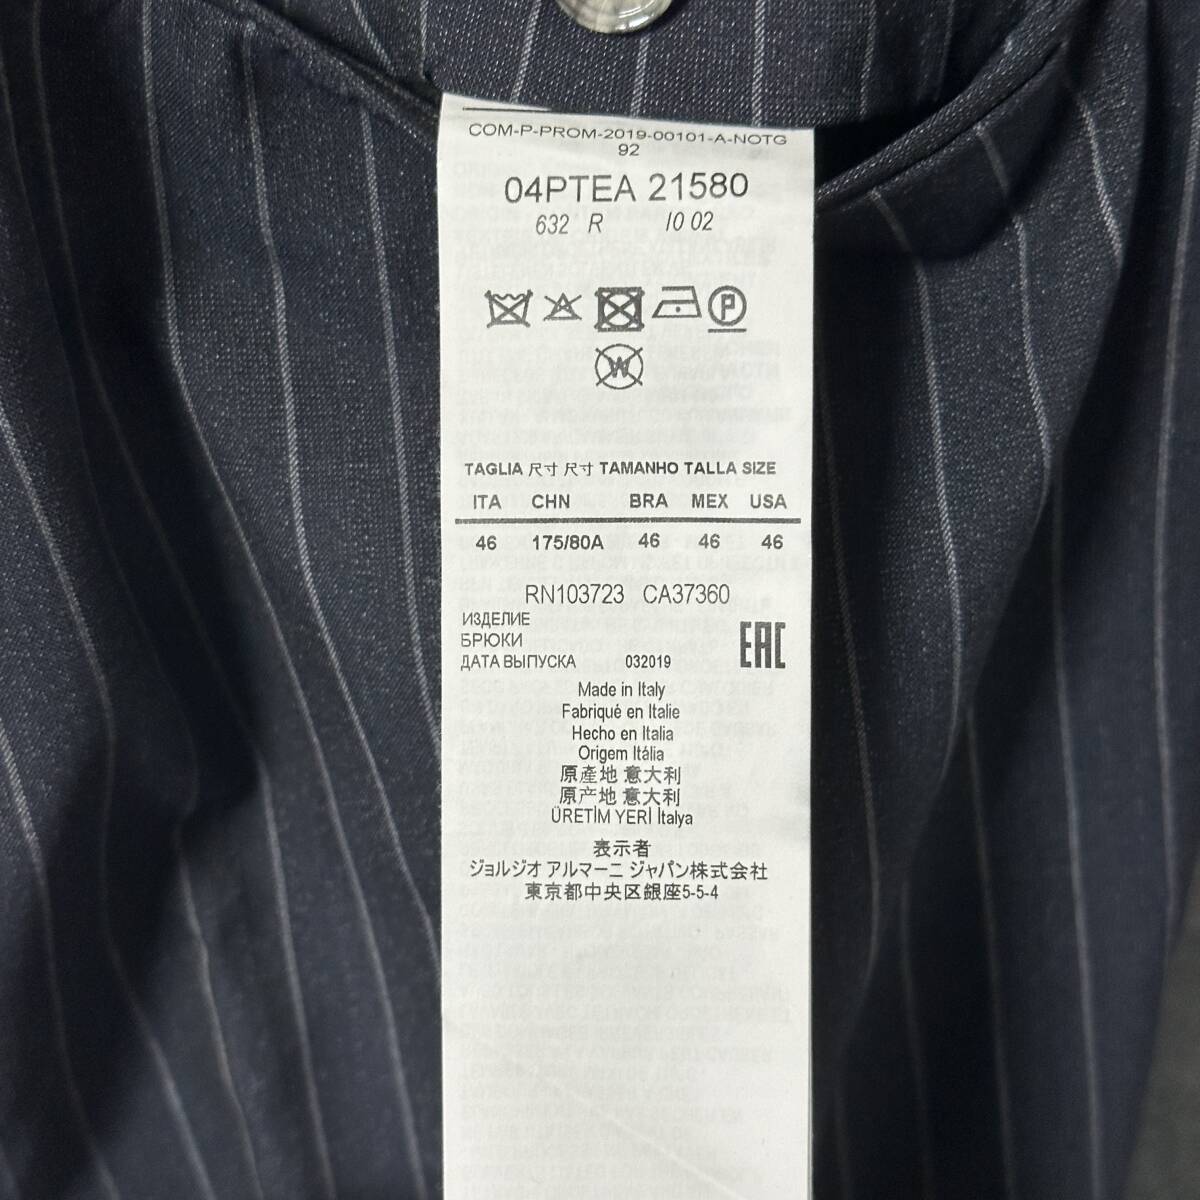 COM-P-PROM-2019-00101-A-NOTG
92
04PTEA 21580
632 R I0 02
P
W
TAGLIA 尺寸 尺寸 TAMANHO TALLA SIZE
ITA CHN BRA MEX USA
46 175/80A 46 46 46
RN103723 CA37360
ИЗДЕЛИЕ
БРЮКИ
ДАТА ВЫПУСКА 032019
EAC
Made in Italy
Fabriqué en Italie
Hecho en Italia
Origem Itália
原產地 意大利
原产地 意大利
ÜRETİM YERİ İtalya
表示者
ジョルジオ アルマーニ ジャパン株式会社
東京都中央区銀座5-5-4